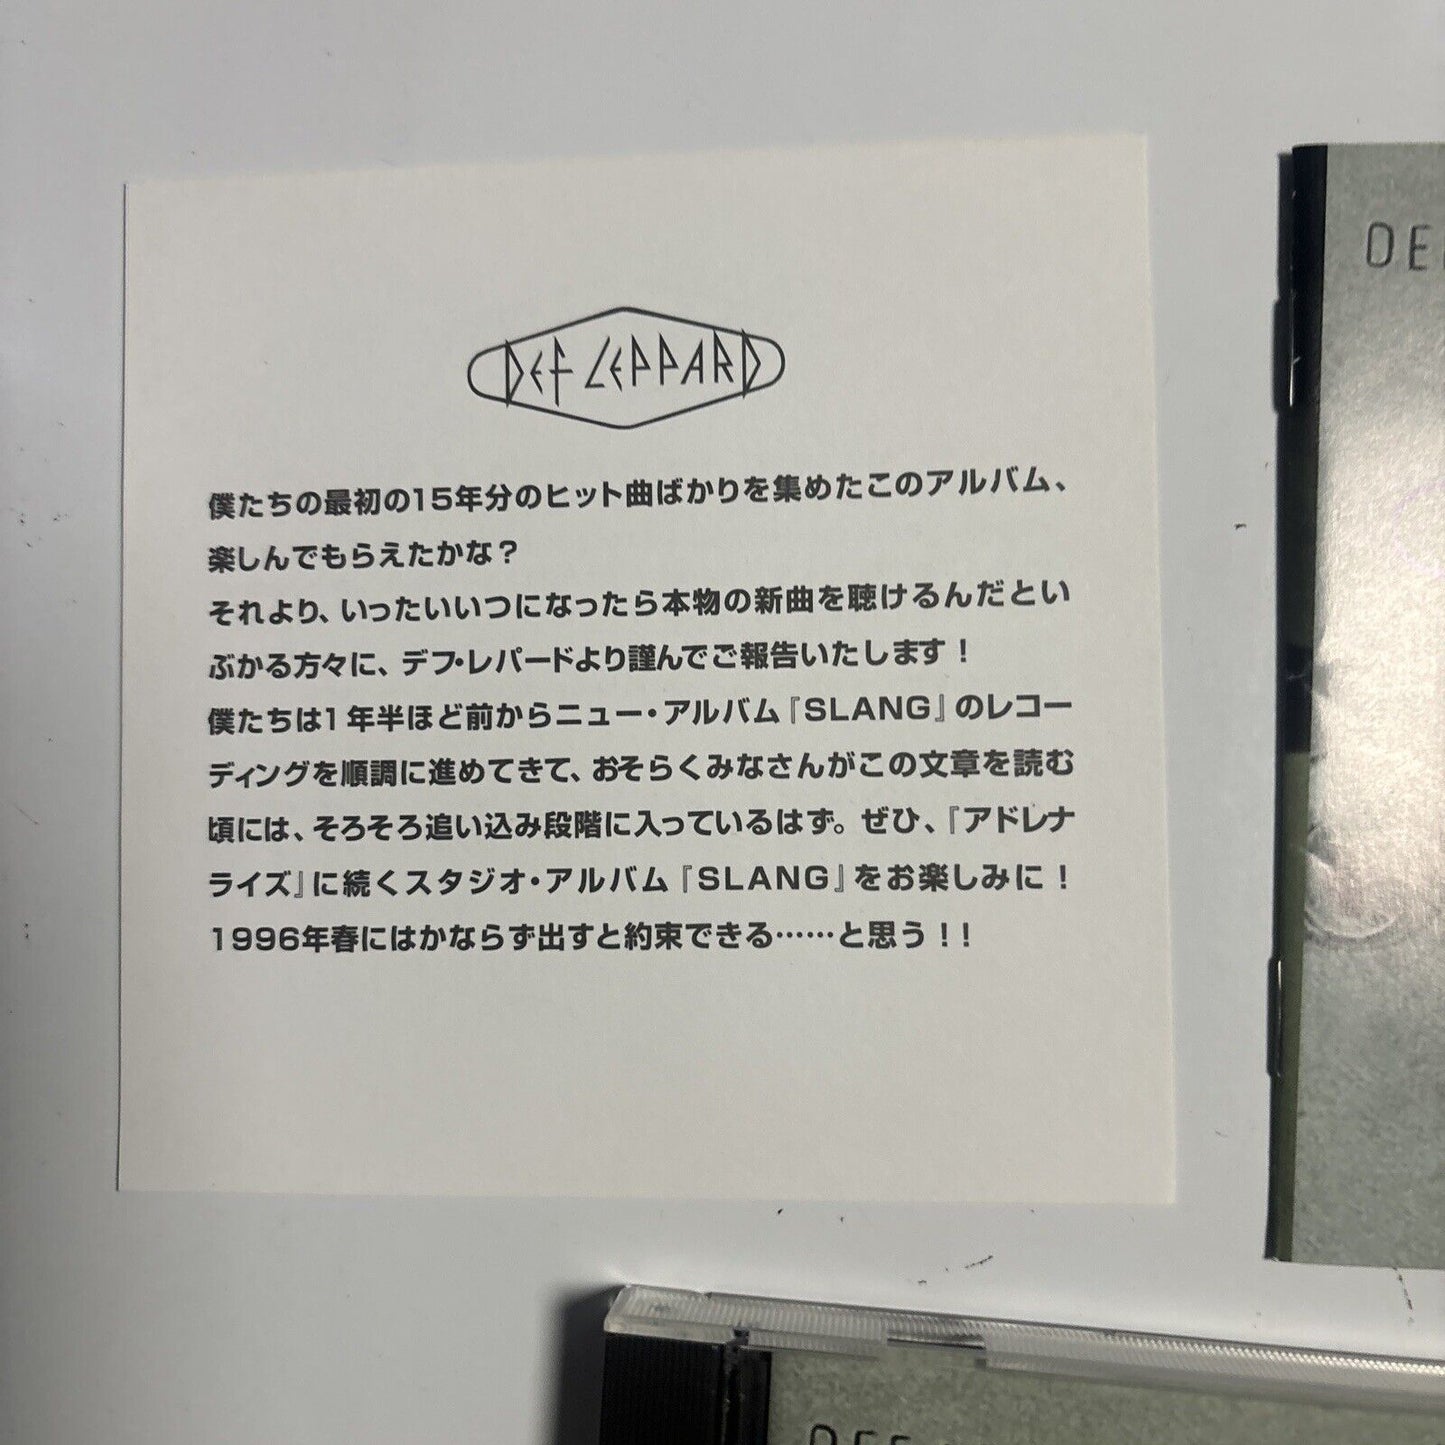 DEF LEPPARD
僕たちの最初の15年分のヒット曲ばかりを集めたこのアルバム、
楽しんでもらえたかな？
それより、いったいいつになったら本物の新曲を聴けるんだとい
ぶかる方々に、デフ・レパードより謹んでご報告いたします！
僕たちは1年半ほど前からニュー・アルバム『SLANG』のレコー
ディングを順調に進めてきて、おそらくみなさんがこの文章を読む
頃には、そろそろ追い込み段階に入っているはず。ぜひ、『アドレナ
ライズ』に続くスタジオ・アルバム『SLANG』をお楽しみに！
1996年春にはかならず出すと約束できる……と思う！！
DE
DEF